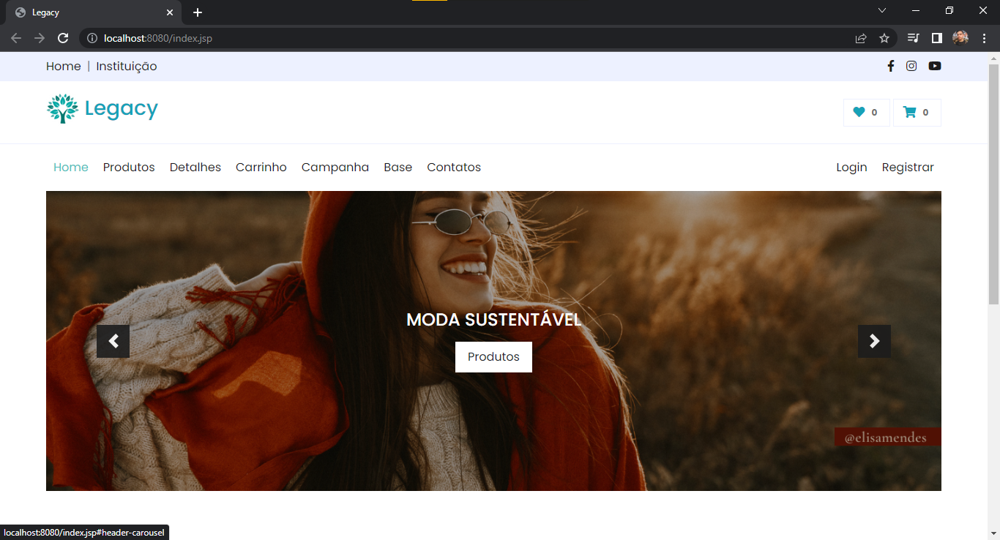 Legacy
localhost:8080/index.jsp
Home | Instituição
Legacy
0 0
Home Produtos Detalhes Carrinho Campanha Base Contatos Login Registrar
MODA SUSTENTÁVEL
Produtos
@elisamendes
localhost:8080/index.jsp#header-carousel